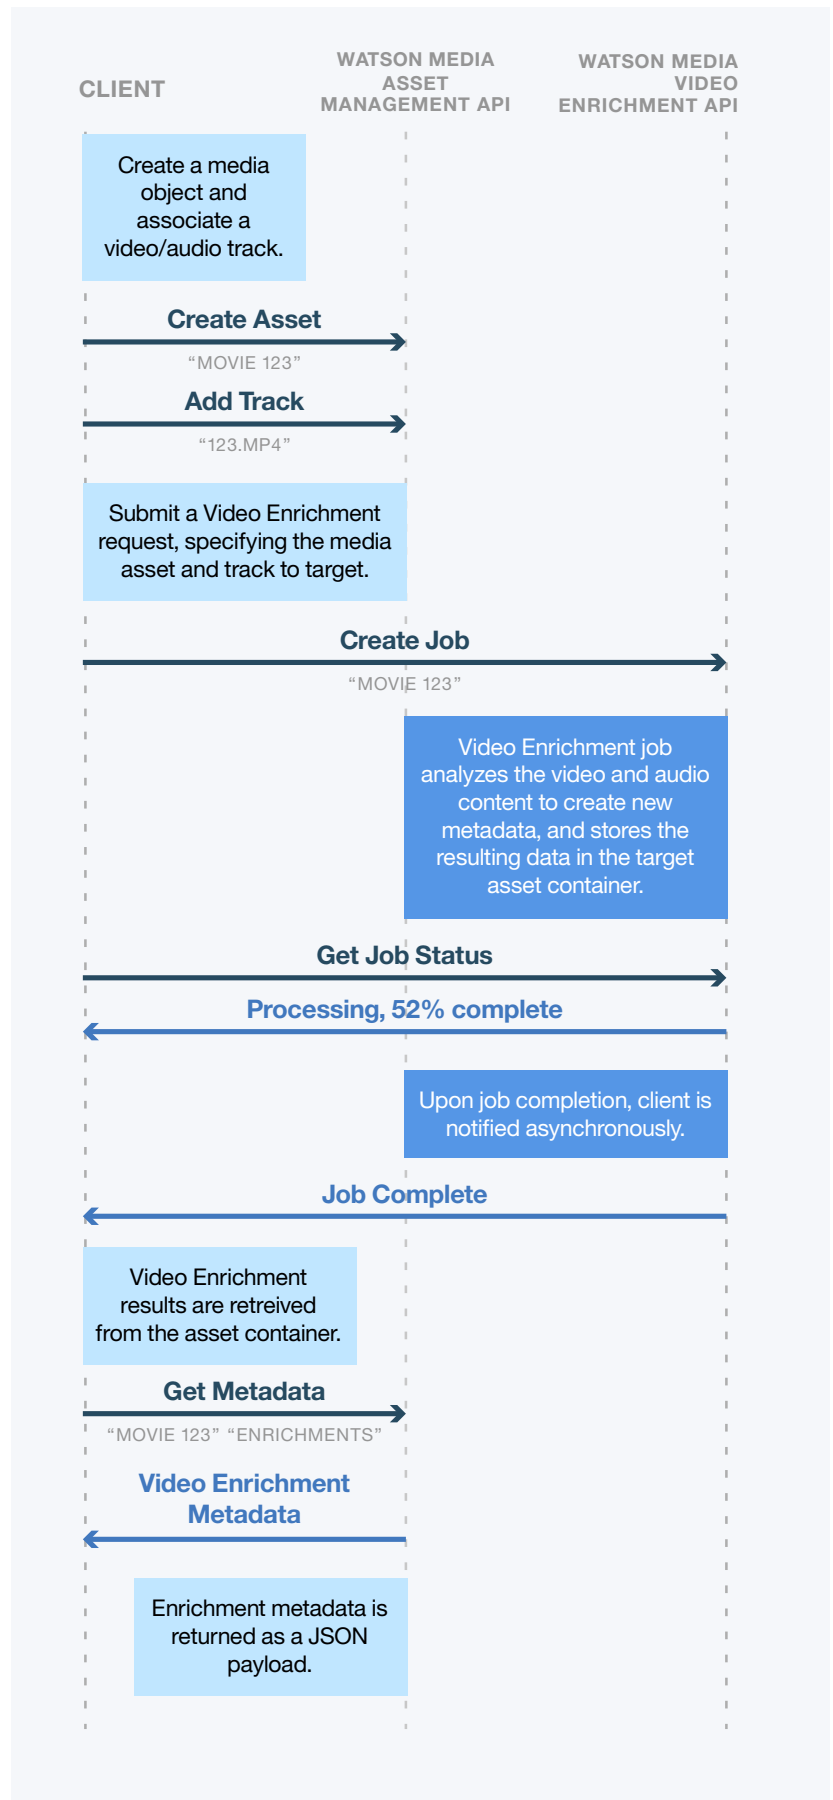 CLIENT
WATSON MEDIA
ASSET
MANAGEMENT API
WATSON MEDIA
VIDEO
ENRICHMENT API
Create a media
object and
associate a
video/audio track.
Create Asset
“MOVIE 123”
Add Track
“123.MP4”
Submit a Video Enrichment
request, specifying the media
asset and track to target.
Create Job
“MOVIE 123”
Video Enrichment job
analyzes the video and audio
content to create new
metadata, and stores the
resulting data in the target
asset container.
Get Job Status
Processing, 52% complete
Upon job completion, client is
notified asynchronously.
Job Complete
Video Enrichment
results are retreived
from the asset container.
Get Metadata
“MOVIE 123” “ENRICHMENTS”
Video Enrichment
Metadata
Enrichment metadata is
returned as a JSON
payload.